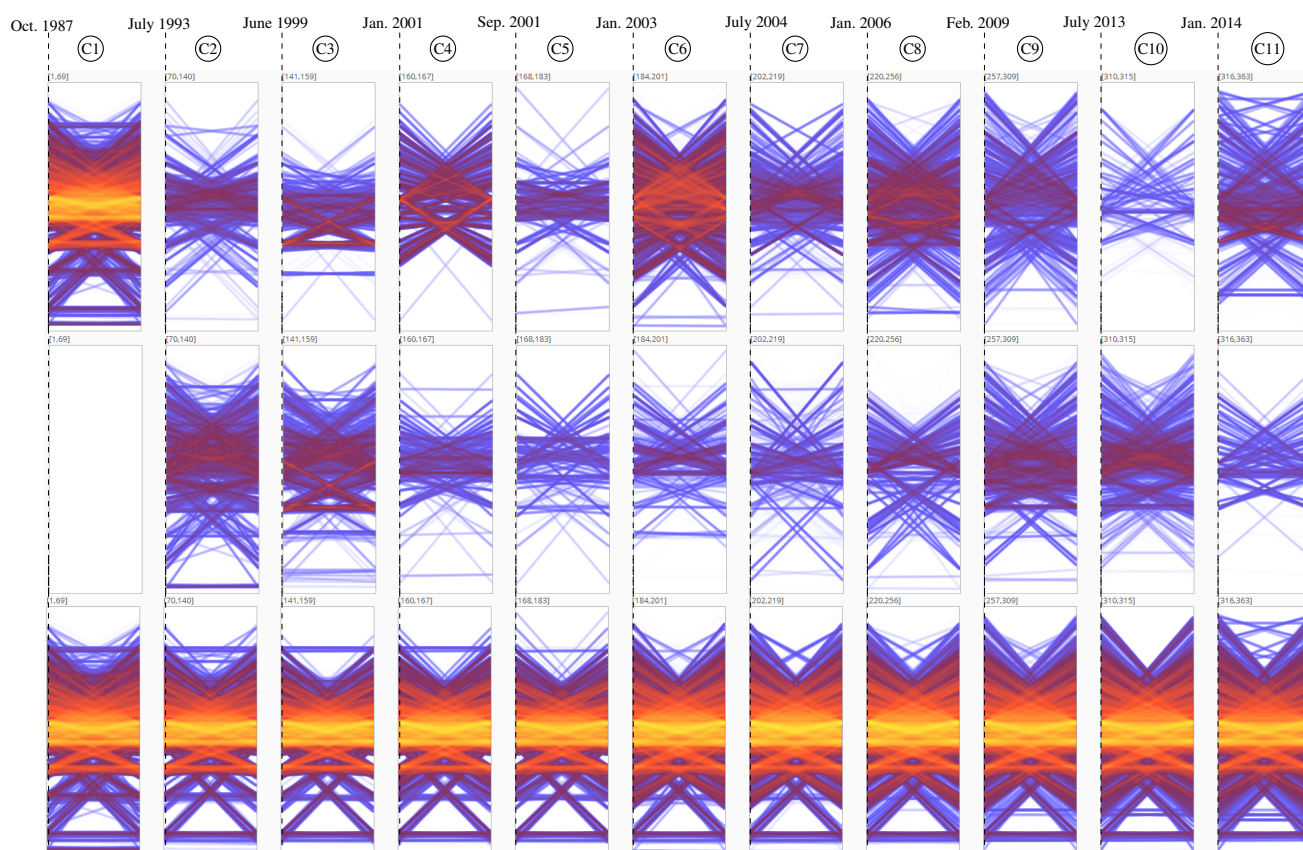 Oct. 1987 July 1993 June 1999 Jan. 2001 Sep. 2001 Jan. 2003 July 2004 Jan. 2006 Feb. 2009 July 2013 Jan. 2014
C1 C2 C3 C4 C5 C6 C7 C8 C9 C10 C11
[1,69] [70,140] [141,159] [160,167] [168,183] [184,201] [202,219] [220,256] [257,309] [310,315] [316,363]
[1,69] [70,140] [141,159] [160,167] [168,183] [184,201] [202,219] [220,256] [257,309] [310,315] [316,363]
[1,69] [70,140] [141,159] [160,167] [168,183] [184,201] [202,219] [220,256] [257,309] [310,315] [316,363]